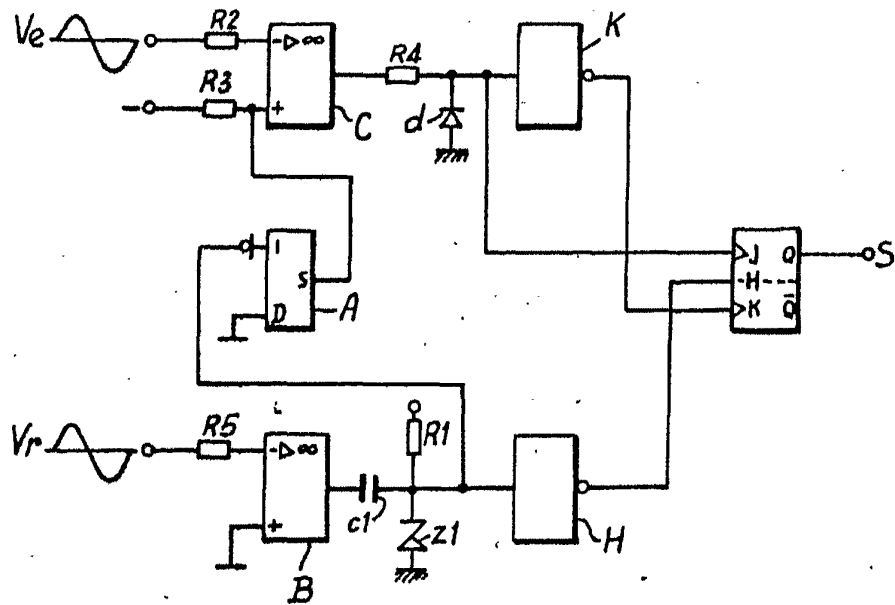 Ve
R2
- ▷ ∞
R3
+
C
R4
d
K
I
S
D
A
J Q
H
K Q̅
S
Vr
R5
- ▷ ∞
+
B
c1
R1
z1
H